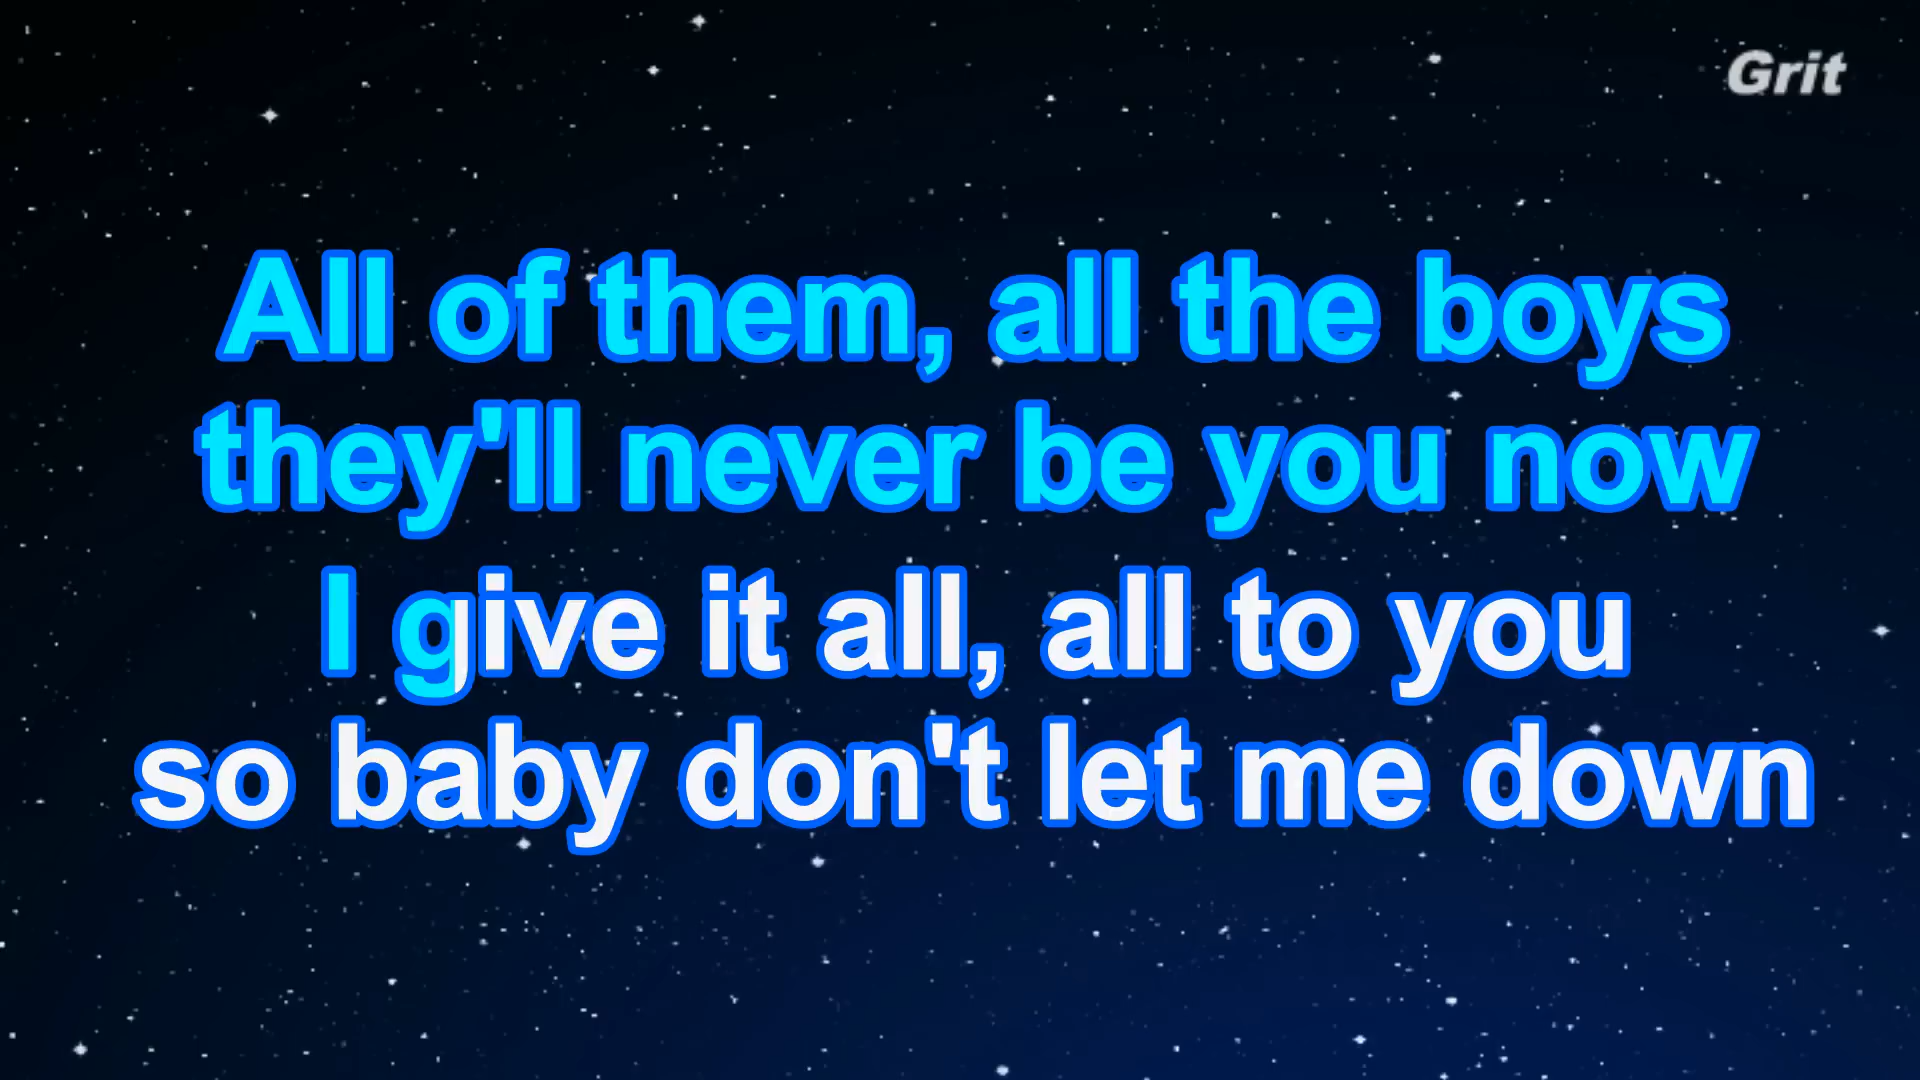 Grit
All of them, all the boys
they'll never be you now
I give it all, all to you
so baby don't let me down